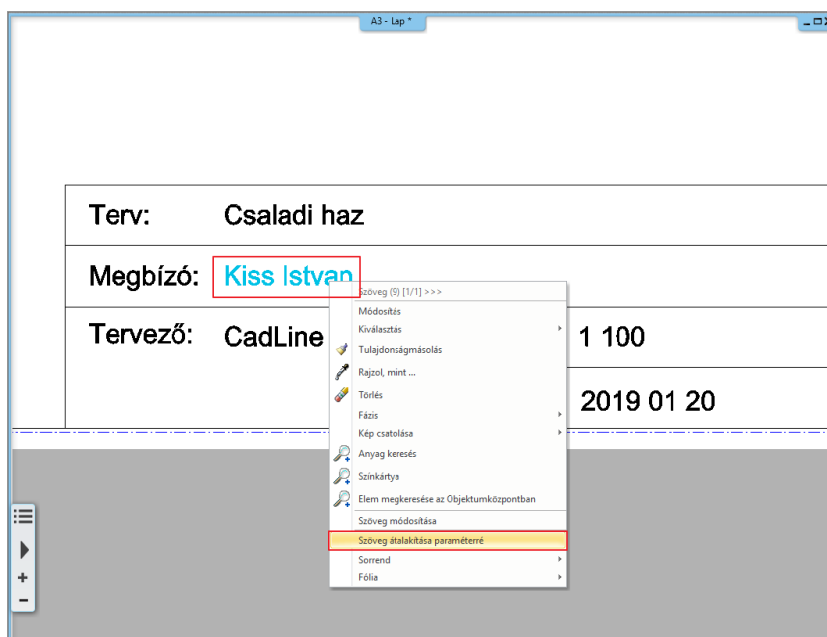 A3 - Lap *
Terv: Csaladi haz
Megbízó: Kiss Istvan
Tervező: CadLine
1 100
2019 01 20
Szöveg (9) [1/1] >>>
Módosítás
Kiválasztás
Tulajdonságmásolás
Rajzol, mint ...
Törlés
Fázis
Kép csatolása
Anyag keresés
Színkártys
Elem megkeresése az Objektumközpontban
Szöveg módosítása
Szöveg átalakítása paraméterré
Sorrend
Fólia